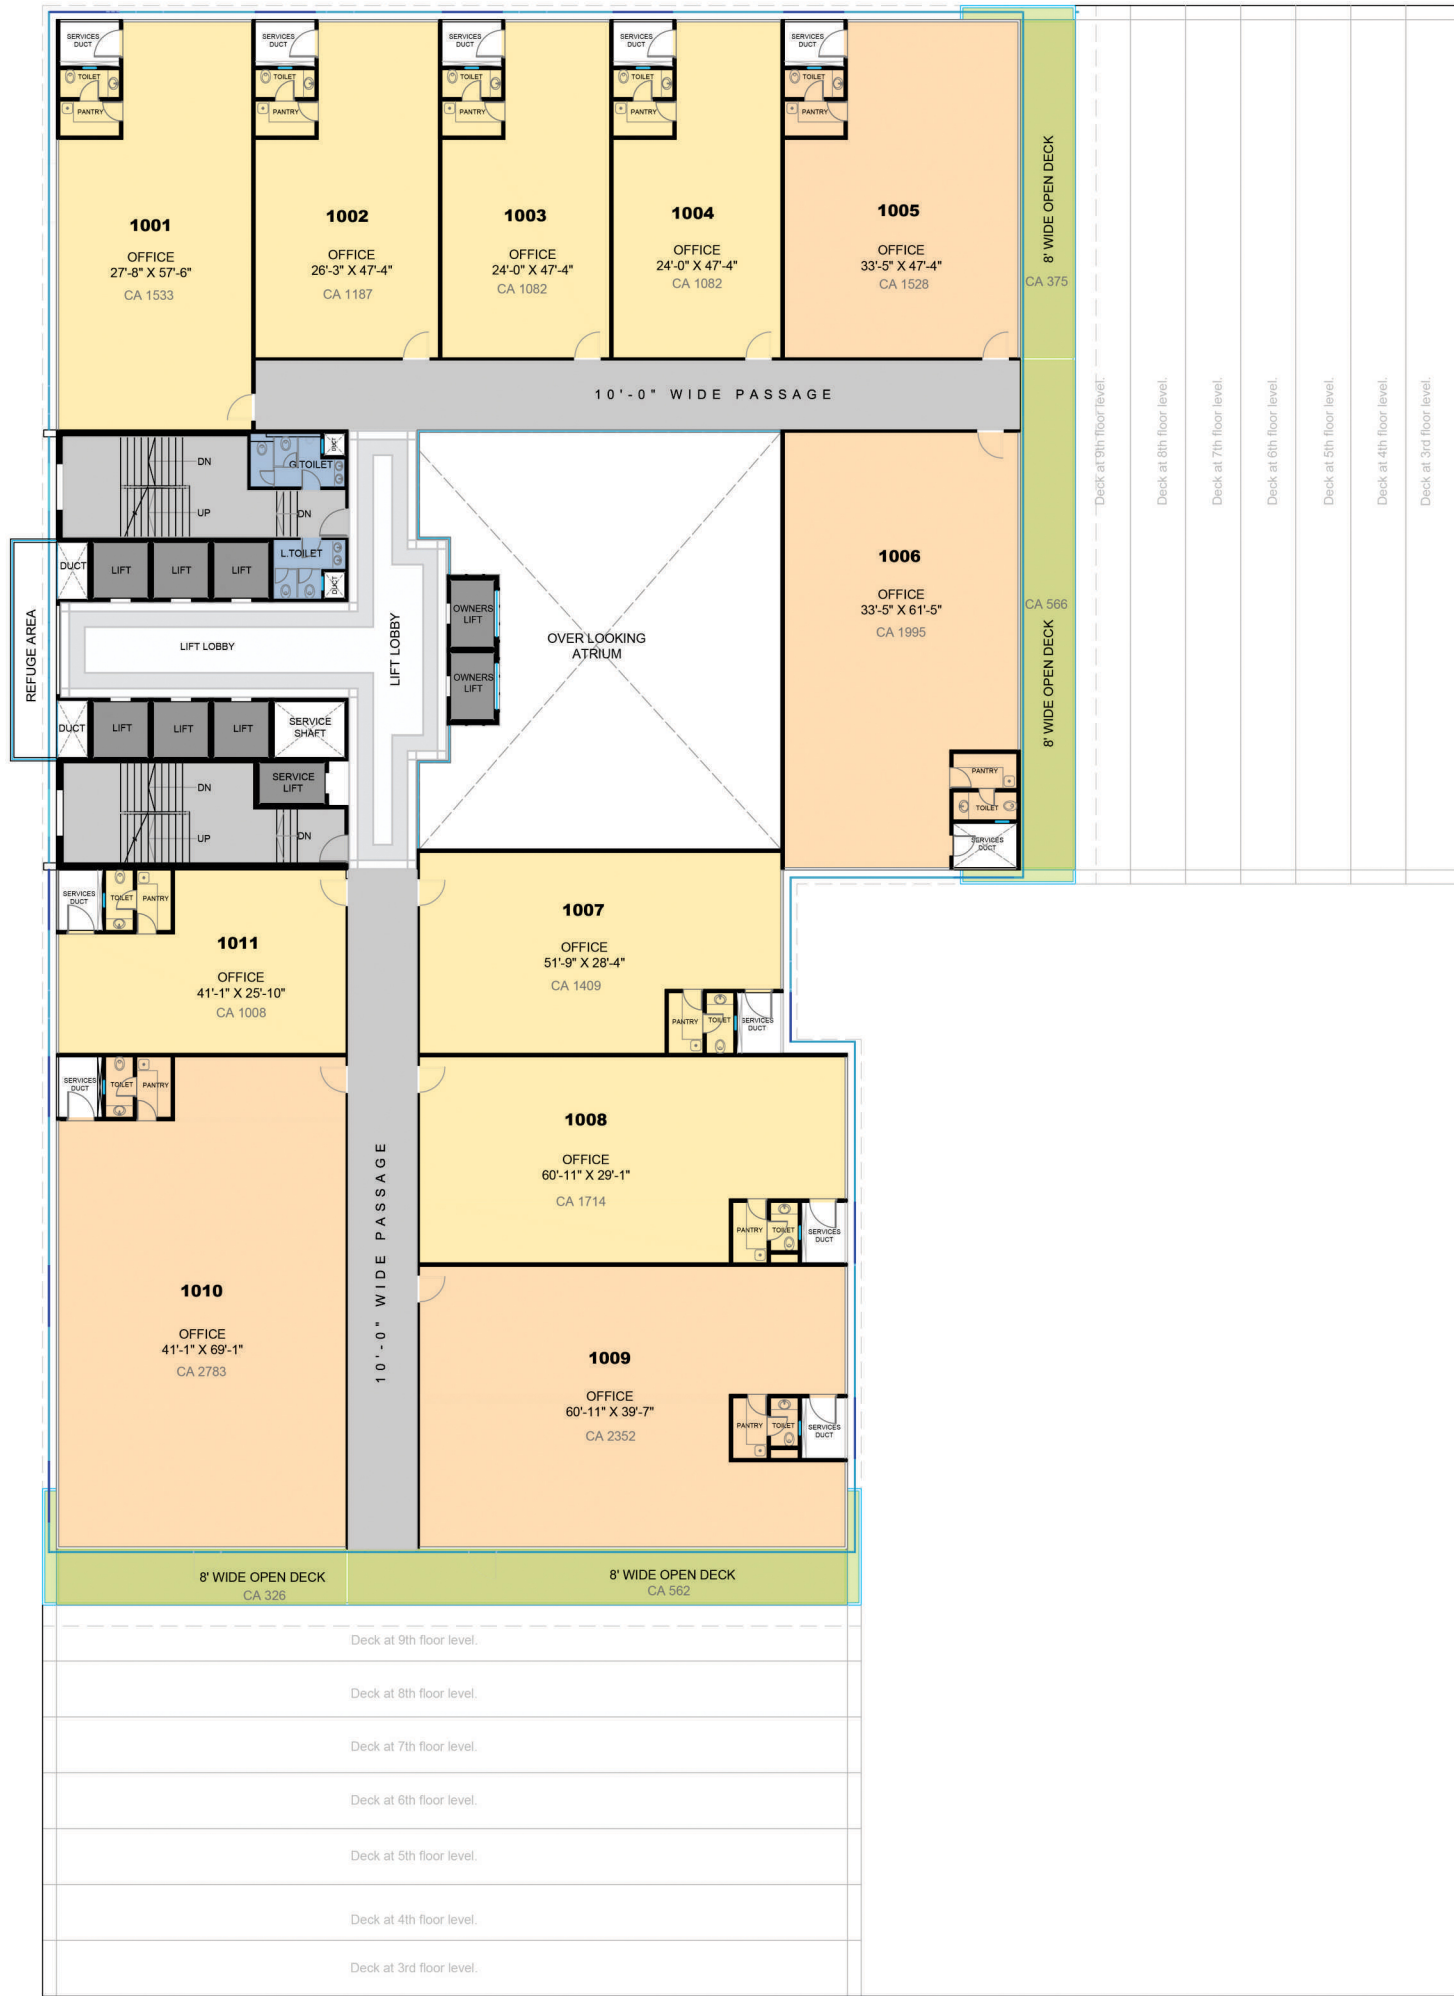 SERVICES
DUCT
TOILET
PANTRY
1001
OFFICE
27'-8" X 57'-6"
CA 1533
SERVICES
DUCT
TOILET
PANTRY
1002
OFFICE
26'-3" X 47'-4"
CA 1187
SERVICES
DUCT
TOILET
PANTRY
1003
OFFICE
24'-0" X 47'-4"
CA 1082
SERVICES
DUCT
TOILET
PANTRY
1004
OFFICE
24'-0" X 47'-4"
CA 1082
SERVICES
DUCT
TOILET
PANTRY
1005
OFFICE
33'-5" X 47'-4"
CA 1528
8' WIDE OPEN DECK
CA 375
10'-0" WIDE PASSAGE
Deck at 9th floor level.
Deck at 8th floor level.
Deck at 7th floor level.
Deck at 6th floor level.
Deck at 5th floor level.
Deck at 4th floor level.
Deck at 3rd floor level.
DN
UP
G.TOILET
DUCT
DN
L.TOILET
DUCT
DUCT
LIFT
LIFT
LIFT
REFUGE AREA
LIFT LOBBY
LIFT LOBBY
OWNERS
LIFT
OWNERS
LIFT
OVER LOOKING
ATRIUM
1006
OFFICE
33'-5" X 61'-5"
CA 1995
CA 566
8' WIDE OPEN DECK
PANTRY
TOILET
SERVICES
DUCT
DUCT
LIFT
LIFT
LIFT
SERVICE
SHAFT
SERVICE
LIFT
DN
UP
DN
SERVICES
DUCT
TOILET
PANTRY
1011
OFFICE
41'-1" X 25'-10"
CA 1008
1007
OFFICE
51'-9" X 28'-4"
CA 1409
PANTRY
TOILET
SERVICES
DUCT
SERVICES
DUCT
TOILET
PANTRY
1008
OFFICE
60'-11" X 29'-1"
CA 1714
PANTRY
TOILET
SERVICES
DUCT
10'-0" WIDE PASSAGE
1010
OFFICE
41'-1" X 69'-1"
CA 2783
1009
OFFICE
60'-11" X 39'-7"
CA 2352
PANTRY
TOILET
SERVICES
DUCT
8' WIDE OPEN DECK
CA 326
8' WIDE OPEN DECK
CA 562
Deck at 9th floor level.
Deck at 8th floor level.
Deck at 7th floor level.
Deck at 6th floor level.
Deck at 5th floor level.
Deck at 4th floor level.
Deck at 3rd floor level.